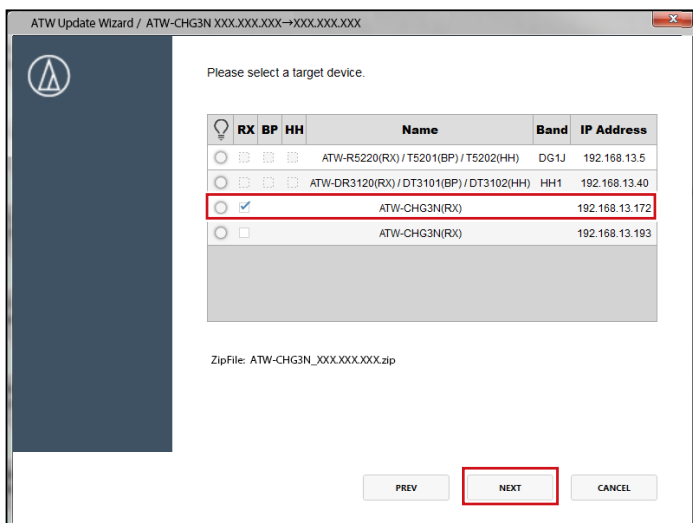 ATW Update Wizard / ATW-CHG3N XXX.XXX.XXX→XXX.XXX.XXX
Please select a target device.
RX BP HH Name Band IP Address
ATW-R5220(RX) / T5201(BP) / T5202(HH) DG1J 192.168.13.5
ATW-DR3120(RX) / DT3101(BP) / DT3102(HH) HH1 192.168.13.40
ATW-CHG3N(RX) 192.168.13.172
ATW-CHG3N(RX) 192.168.13.193
ZipFile: ATW-CHG3N_XXX.XXX.XXX.zip
PREV NEXT CANCEL